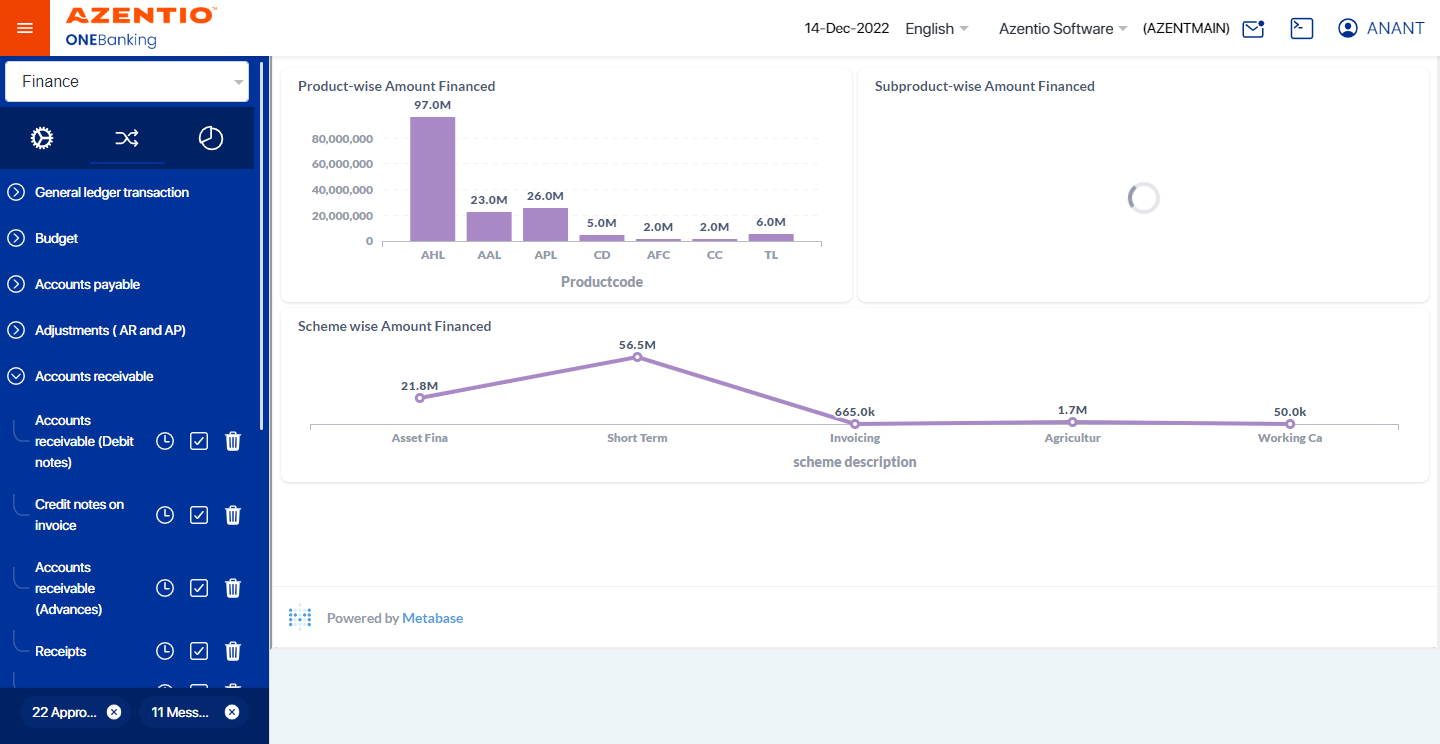 AZENTIO™
ONEBanking
14-Dec-2022 English Azentio Software (AZENTMAIN) ANANT
Finance
General ledger transaction
Budget
Accounts payable
Adjustments ( AR and AP)
Accounts receivable
Accounts
receivable (Debit
notes)
Credit notes on
invoice
Accounts
receivable
(Advances)
Receipts
22 Appro...
11 Mess...
Product-wise Amount Financed
97.0M
80,000,000
60,000,000
40,000,000
20,000,000
0
23.0M
26.0M
5.0M
2.0M
2.0M
6.0M
AHL AAL APL CD AFC CC TL
Productcode
Subproduct-wise Amount Financed
Scheme wise Amount Financed
21.8M
56.5M
665.0k
1.7M
50.0k
Asset Fina Short Term Invoicing Agricultur Working Ca
scheme description
Powered by Metabase